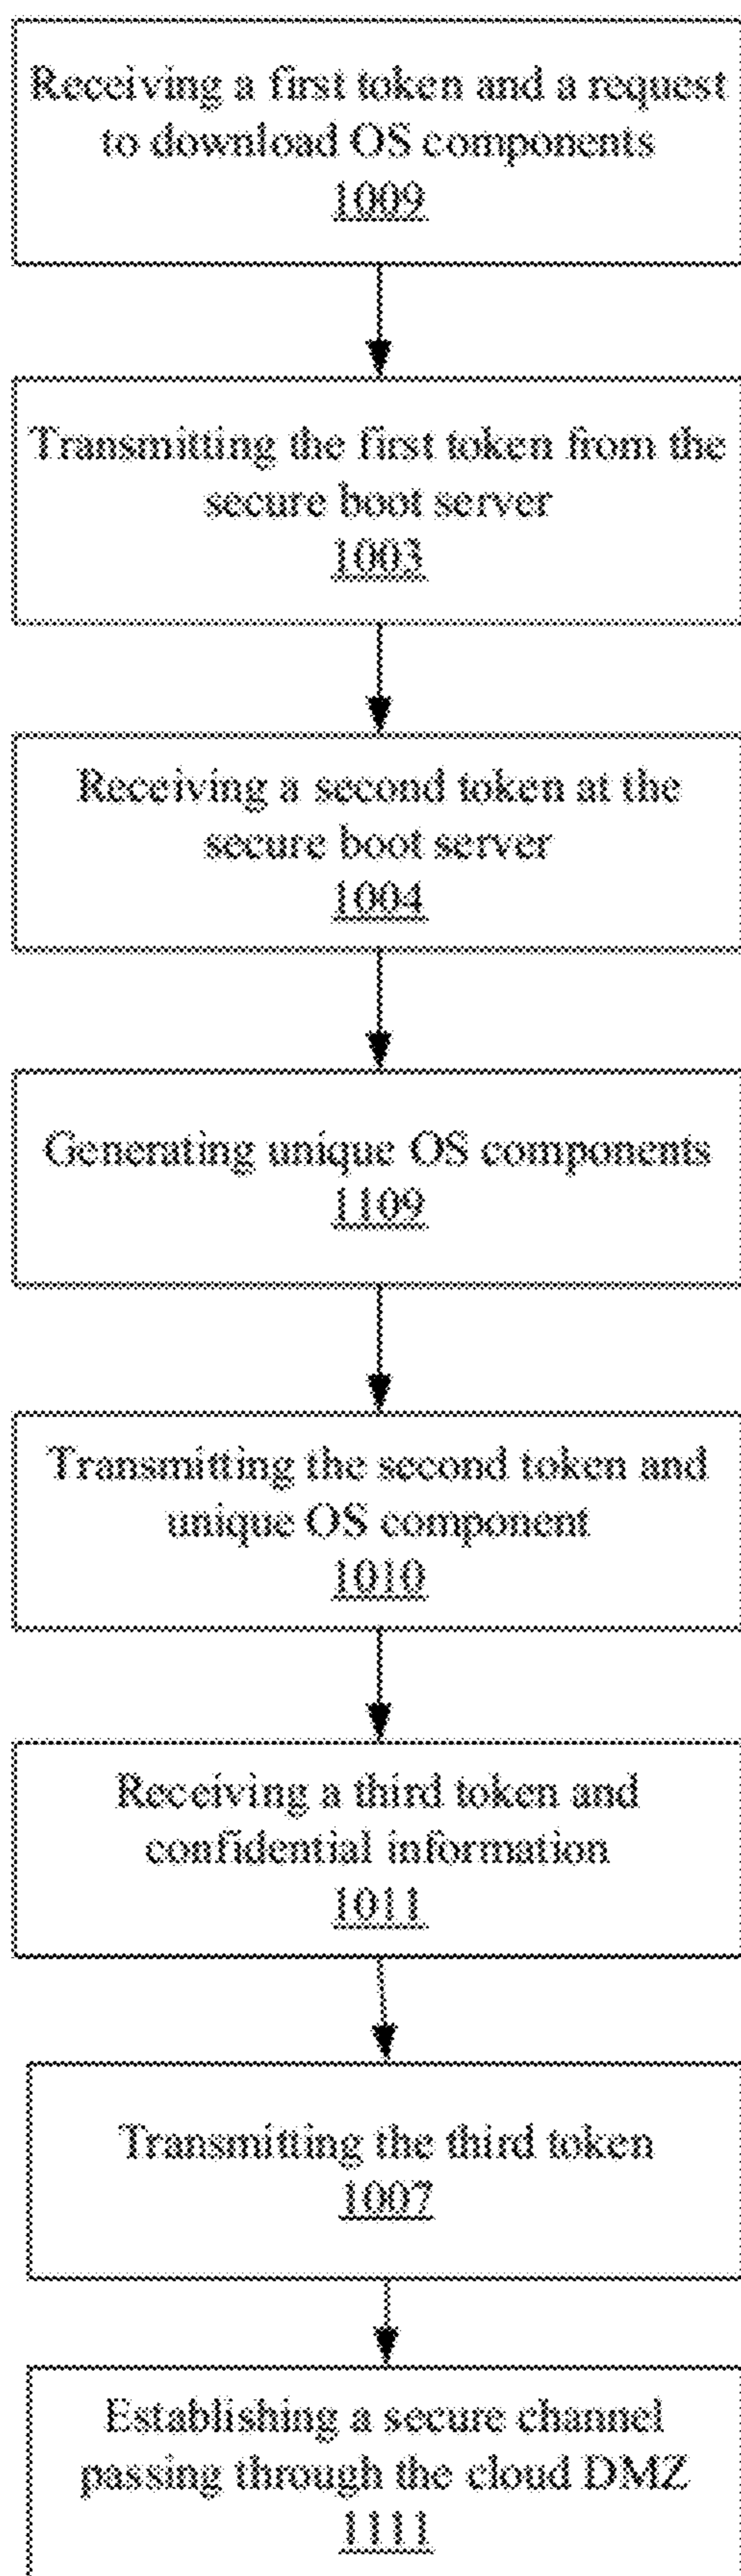 Receiving a first token and a request
to download OS components
1009
Transmitting the first token from the
secure boot server
1003
Receiving a second token at the
secure boot server
1004
Generating unique OS components
1109
Transmitting the second token and
unique OS component
1010
Receiving a third token and
confidential information
1011
Transmitting the third token
1007
Establishing a secure channel
passing through the cloud DMZ
1111